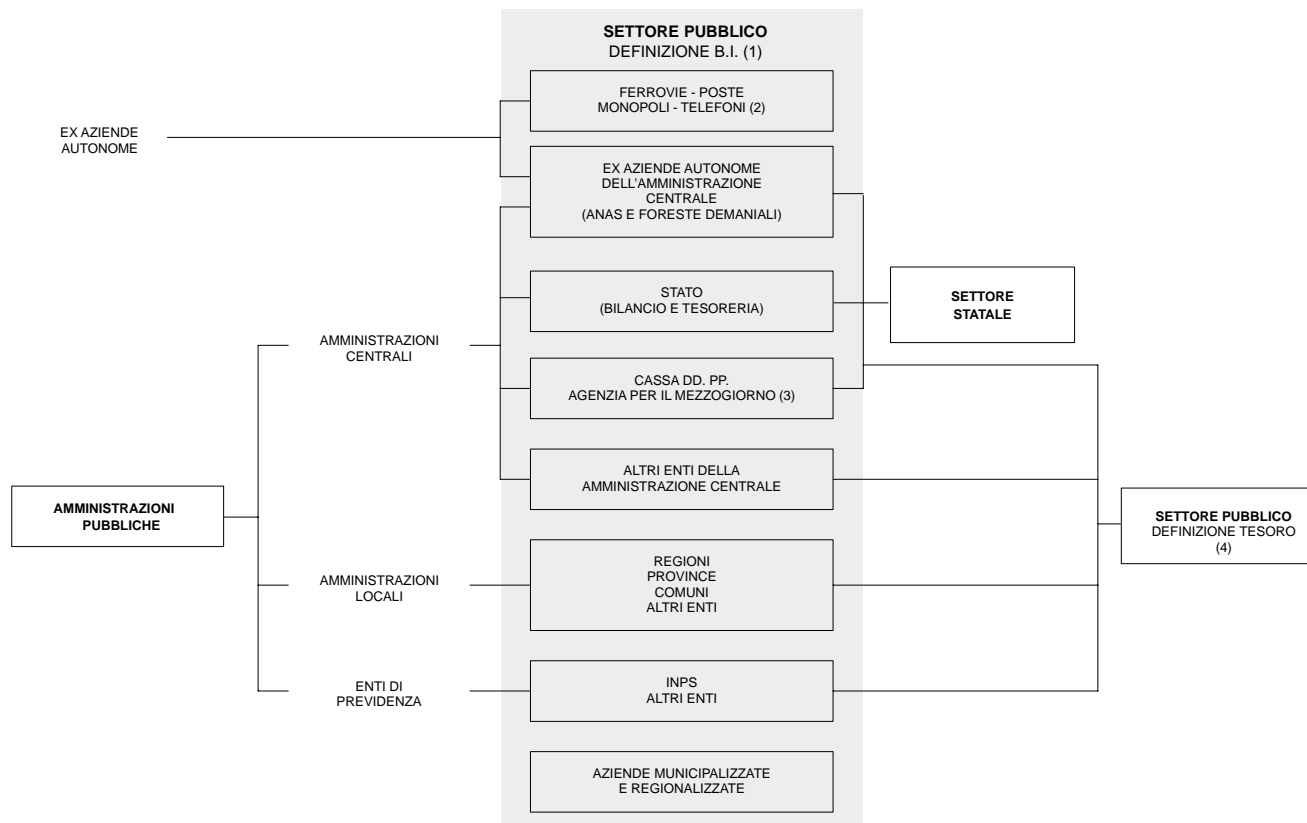 SETTORE PUBBLICO
DEFINIZIONE B.I. (1)
FERROVIE - POSTE
MONOPOLI - TELEFONI (2)
EX AZIENDE
AUTONOME
EX AZIENDE AUTONOME
DELL'AMMINISTRAZIONE
CENTRALE
(ANAS E FORESTE DEMANIALI)
STATO
(BILANCIO E TESORERIA)
SETTORE
STATALE
AMMINISTRAZIONI
CENTRALI
CASSA DD. PP.
AGENZIA PER IL MEZZOGIORNO (3)
ALTRI ENTI DELLA
AMMINISTRAZIONE CENTRALE
AMMINISTRAZIONI
PUBBLICHE
SETTORE PUBBLICO
DEFINIZIONE TESORO
(4)
AMMINISTRAZIONI
LOCALI
REGIONI
PROVINCE
COMUNI
ALTRI ENTI
ENTI DI
PREVIDENZA
INPS
ALTRI ENTI
AZIENDE MUNICIPALIZZATE
E REGIONALIZZATE